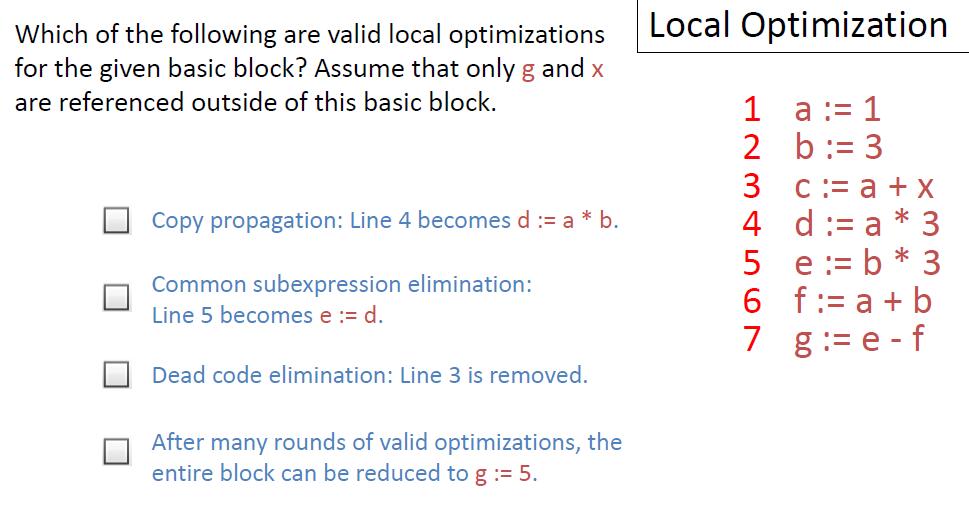 Local Optimization
Which of the following are valid local optimizations
for the given basic block? Assume that only g and x
are referenced outside of this basic block.
Copy propagation: Line 4 becomes d := a * b.
Common subexpression elimination:
Line 5 becomes e := d.
Dead code elimination: Line 3 is removed.
After many rounds of valid optimizations, the
entire block can be reduced to g := 5.
1 a := 1
2 b := 3
3 c := a + x
4 d := a * 3
5 e := b * 3
6 f := a + b
7 g := e - f